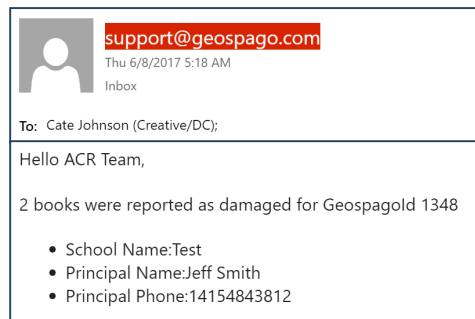 support@geospago.com
Thu 6/8/2017 5:18 AM
Inbox
To: Cate Johnson (Creative/DC);
Hello ACR Team,
2 books were reported as damaged for GeospagoId 1348
• School Name:Test
• Principal Name:Jeff Smith
• Principal Phone:14154843812